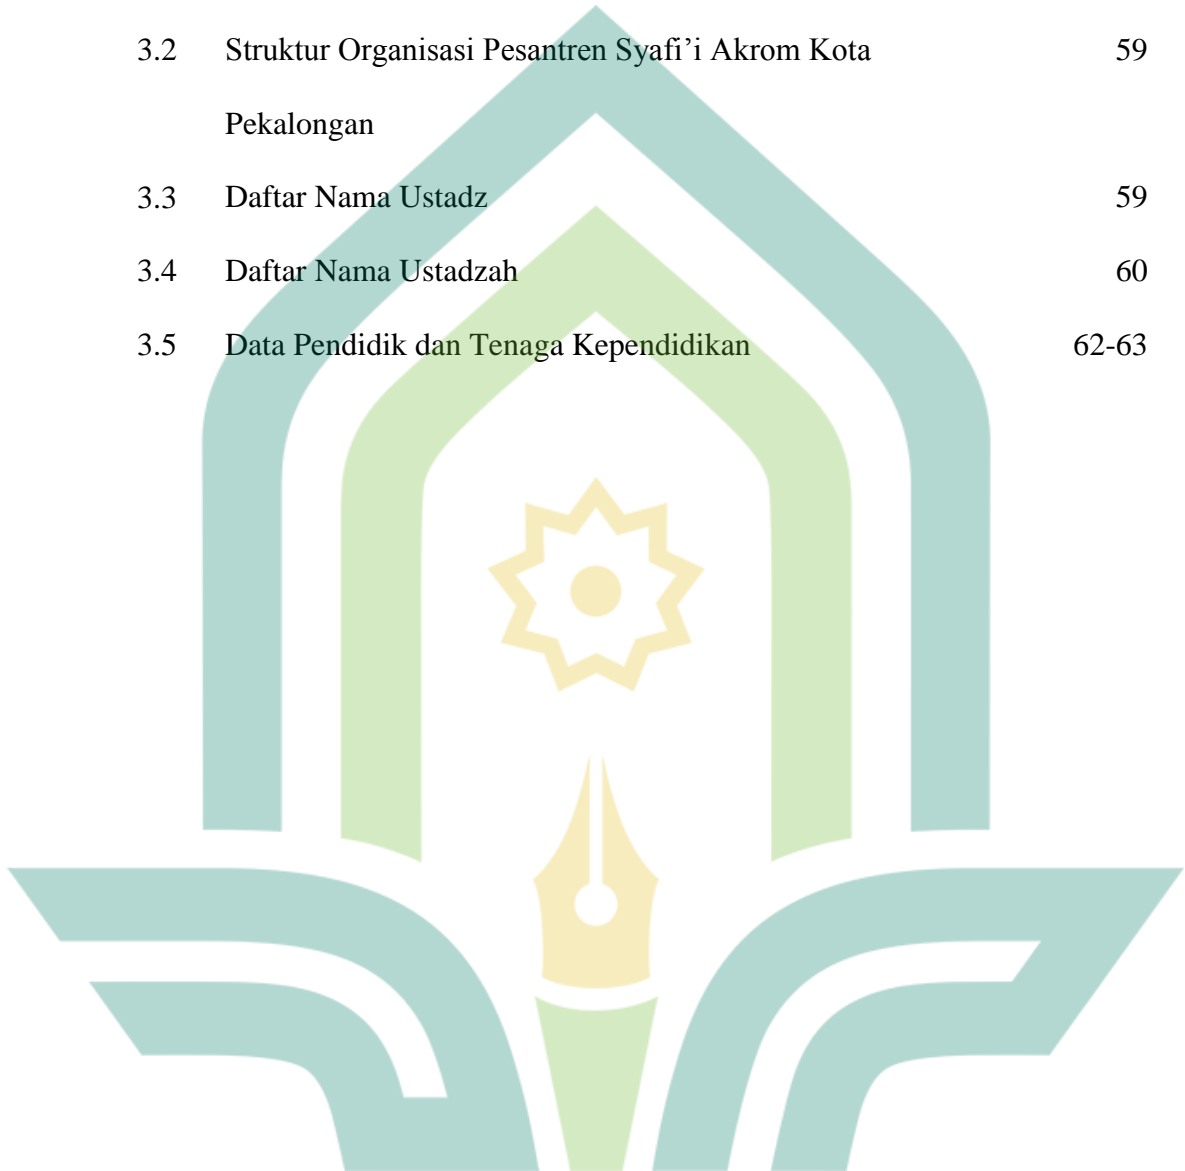 3.2 Struktur Organisasi Pesantren Syafi’i Akrom Kota 59
Pekalongan
3.3 Daftar Nama Ustadz 59
3.4 Daftar Nama Ustadzah 60
3.5 Data Pendidik dan Tenaga Kependidikan 62-63